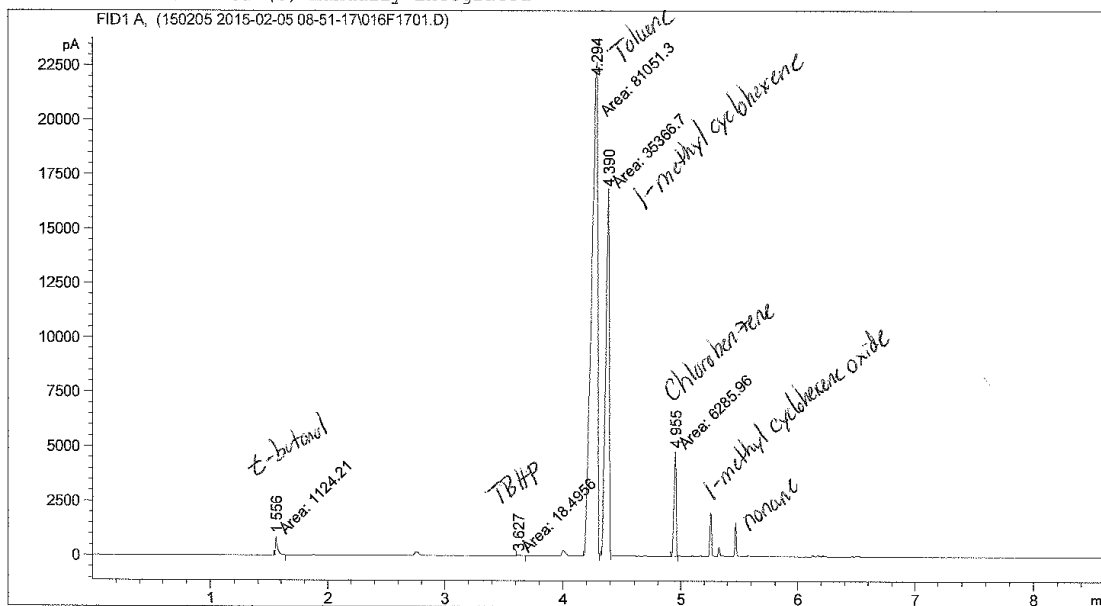 FID1 A, (150205 2015-02-05 08-51-17\016F1701.D)
pA
22500
20000
17500
15000
12500
10000
7500
5000
2500
0
1.556
Area: 1124.21
t-butanol
3.627
Area: 18.4956
TBHP
4.294
Area: 81051.3
Toluene
4.390
Area: 35366.7
1-methyl cyclohexene
4.955
Area: 6285.96
Chlorobenzene
1-methyl cyclohexene oxide
nonane
1 2 3 4 5 6 7 8